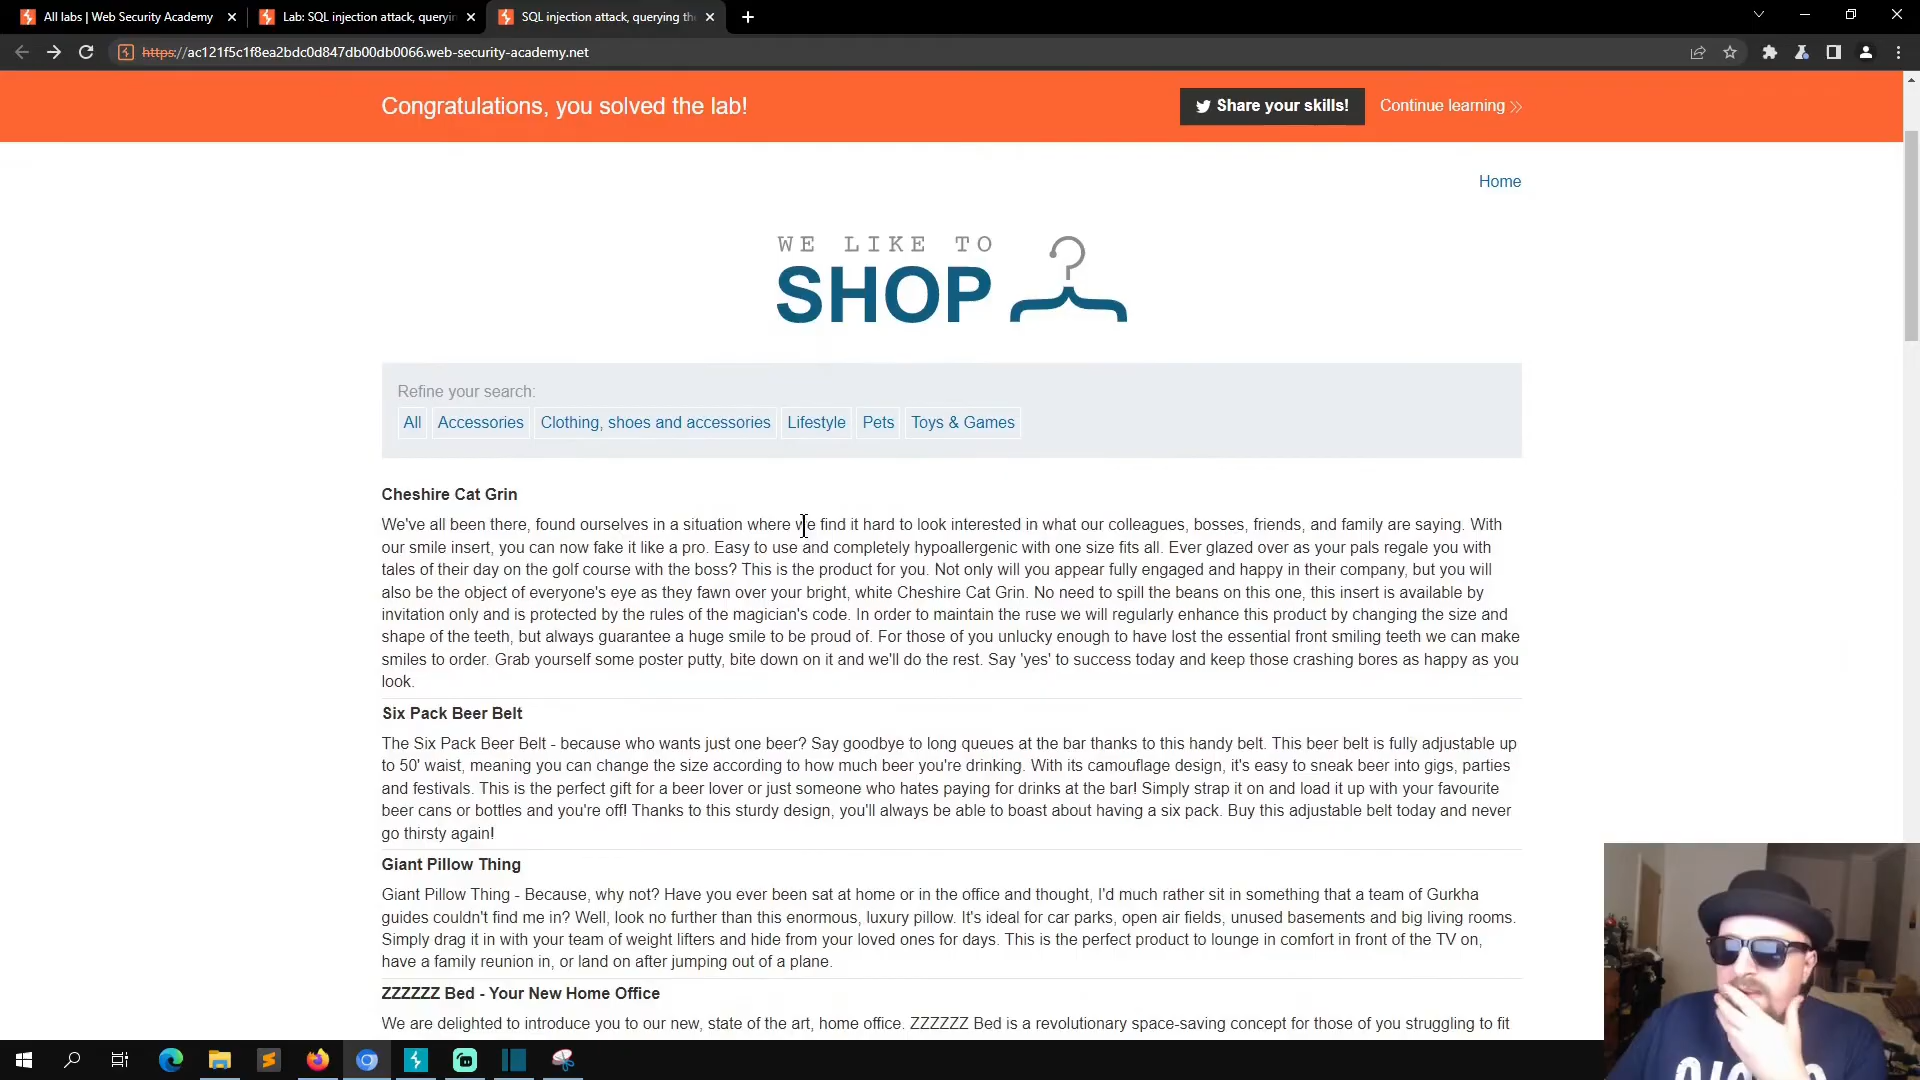 All labs | Web Security Academy
Lab: SQL injection attack, queryin
SQL injection attack, querying th
https://ac121f5c1f8ea2bdc0d847db00db0066.web-security-academy.net
Congratulations, you solved the lab!
Share your skills!
Continue learning
Home
WE LIKE TO
SHOP
Refine your search:
All Accessories Clothing, shoes and accessories Lifestyle Pets Toys & Games
Cheshire Cat Grin
We've all been there, found ourselves in a situation where we find it hard to look interested in what our colleagues, bosses, friends, and family are saying. With
our smile insert, you can now fake it like a pro. Easy to use and completely hypoallergenic with one size fits all. Ever glazed over as your pals regale you with
tales of their day on the golf course with the boss? This is the product for you. Not only will you appear fully engaged and happy in their company, but you will
also be the object of everyone's eye as they fawn over your bright, white Cheshire Cat Grin. No need to spill the beans on this one, this insert is available by
invitation only and is protected by the rules of the magician's code. In order to maintain the ruse we will regularly enhance this product by changing the size and
shape of the teeth, but always guarantee a huge smile to be proud of. For those of you unlucky enough to have lost the essential front smiling teeth we can make
smiles to order. Grab yourself some poster putty, bite down on it and we'll do the rest. Say 'yes' to success today and keep those crashing bores as happy as you
look.
Six Pack Beer Belt
The Six Pack Beer Belt - because who wants just one beer? Say goodbye to long queues at the bar thanks to this handy belt. This beer belt is fully adjustable up
to 50' waist, meaning you can change the size according to how much beer you're drinking. With its camouflage design, it's easy to sneak beer into gigs, parties
and festivals. This is the perfect gift for a beer lover or just someone who hates paying for drinks at the bar! Simply strap it on and load it up with your favourite
beer cans or bottles and you're off! Thanks to this sturdy design, you'll always be able to boast about having a six pack. Buy this adjustable belt today and never
go thirsty again!
Giant Pillow Thing
Giant Pillow Thing - Because, why not? Have you ever been sat at home or in the office and thought, I'd much rather sit in something that a team of Gurkha
guides couldn't find me in? Well, look no further than this enormous, luxury pillow. It's ideal for car parks, open air fields, unused basements and big living rooms.
Simply drag it in with your team of weight lifters and hide from your loved ones for days. This is the perfect product to lounge in comfort in front of the TV on,
have a family reunion in, or land on after jumping out of a plane.
ZZZZZZ Bed - Your New Home Office
We are delighted to introduce you to our new, state of the art, home office. ZZZZZZ Bed is a revolutionary space-saving concept for those of you struggling to fit